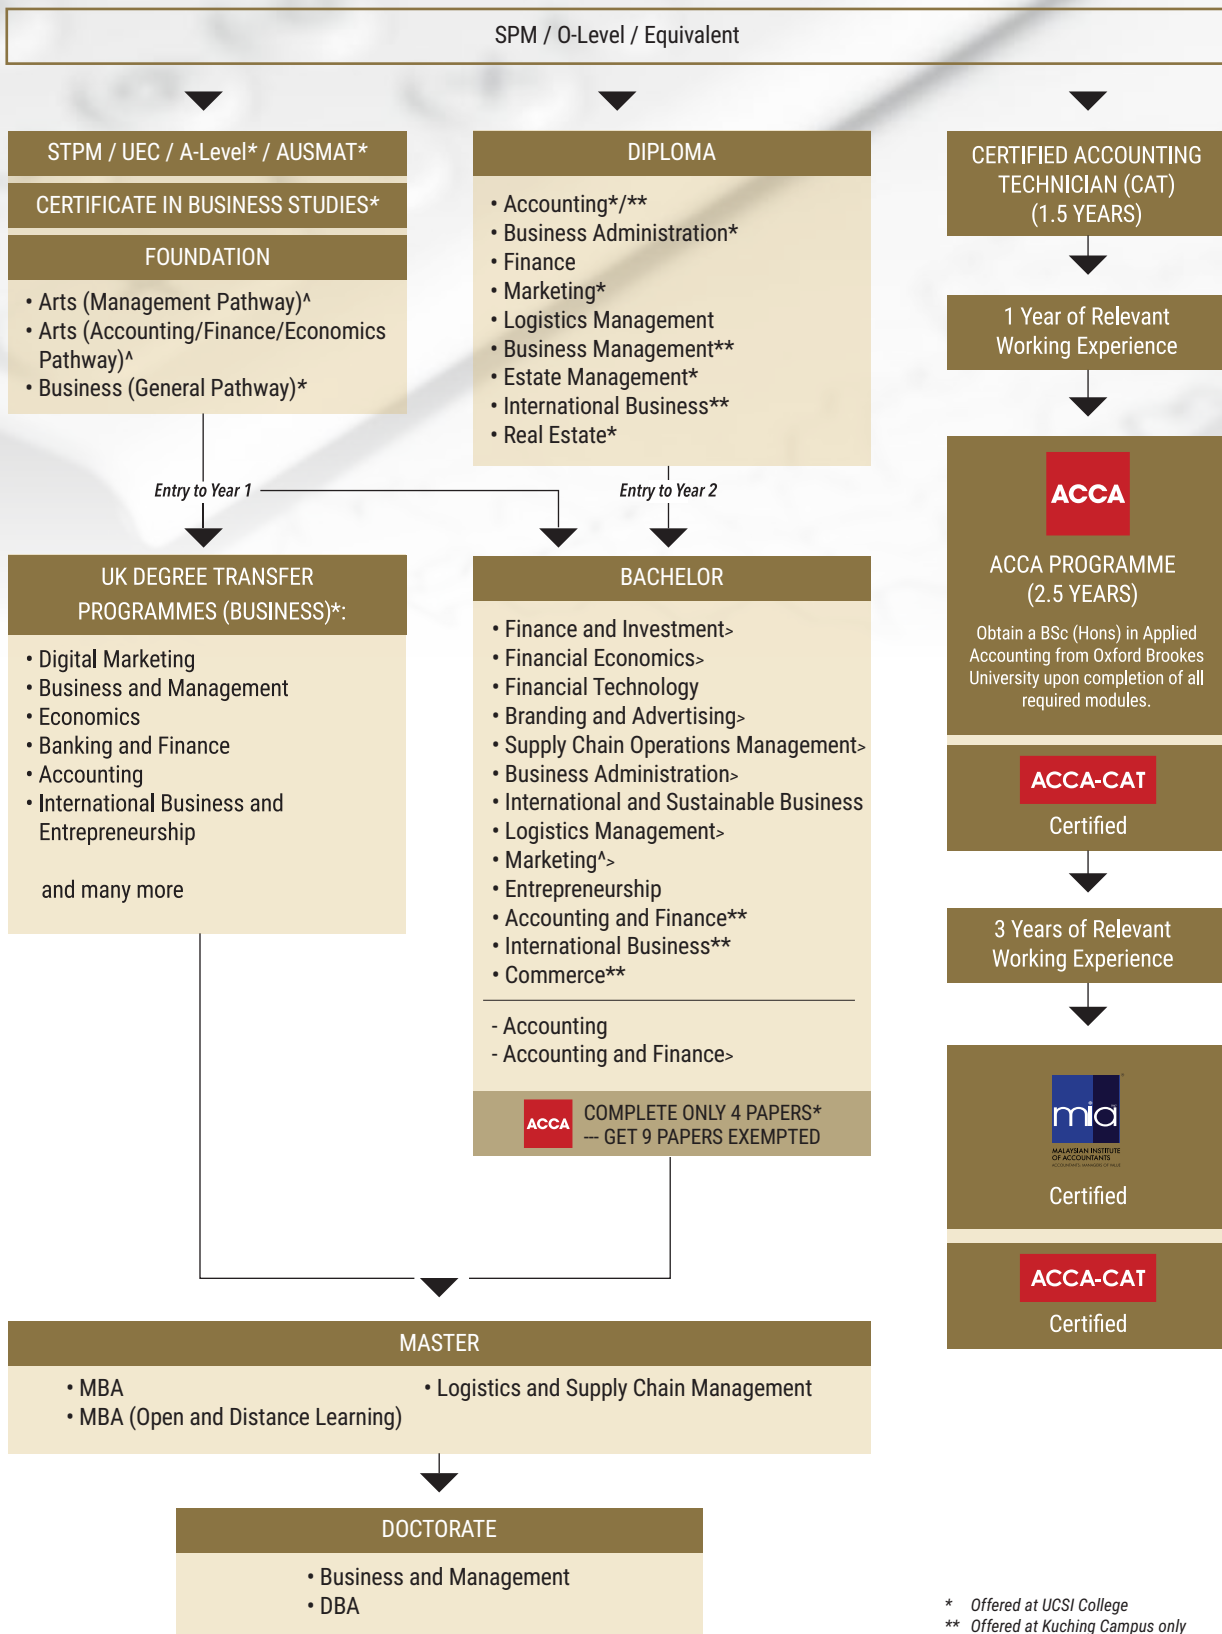 SPM / O-Level / Equivalent
STPM / UEC / A-Level* / AUSMAT*
CERTIFICATE IN BUSINESS STUDIES*
FOUNDATION
• Arts (Management Pathway)^
• Arts (Accounting/Finance/Economics
Pathway)^
• Business (General Pathway)*
DIPLOMA
• Accounting*/**
• Business Administration*
• Finance
• Marketing*
• Logistics Management
• Business Management**
• Estate Management*
• International Business**
• Real Estate*
CERTIFIED ACCOUNTING
TECHNICIAN (CAT)
(1.5 YEARS)
1 Year of Relevant
Working Experience
ACCA
ACCA PROGRAMME
(2.5 YEARS)
Obtain a BSc (Hons) in Applied
Accounting from Oxford Brookes
University upon completion of all
required modules.
ACCA-CAT
Certified
3 Years of Relevant
Working Experience
mia
MALAYSIAN INSTITUTE
OF ACCOUNTANTS
Certified
ACCA-CAT
Certified
Entry to Year 1
Entry to Year 2
UK DEGREE TRANSFER
PROGRAMMES (BUSINESS)*:
• Digital Marketing
• Business and Management
• Economics
• Banking and Finance
• Accounting
• International Business and
Entrepreneurship
and many more
BACHELOR
• Finance and Investment>
• Financial Economics>
• Financial Technology
• Branding and Advertising>
• Supply Chain Operations Management>
• Business Administration>
• International and Sustainable Business
• Logistics Management>
• Marketing^>
• Entrepreneurship
• Accounting and Finance**
• International Business**
• Commerce**
- Accounting
- Accounting and Finance>
ACCA
COMPLETE ONLY 4 PAPERS*
--- GET 9 PAPERS EXEMPTED
MASTER
• MBA
• MBA (Open and Distance Learning)
• Logistics and Supply Chain Management
DOCTORATE
• Business and Management
• DBA
* Offered at UCSI College
** Offered at Kuching Campus only